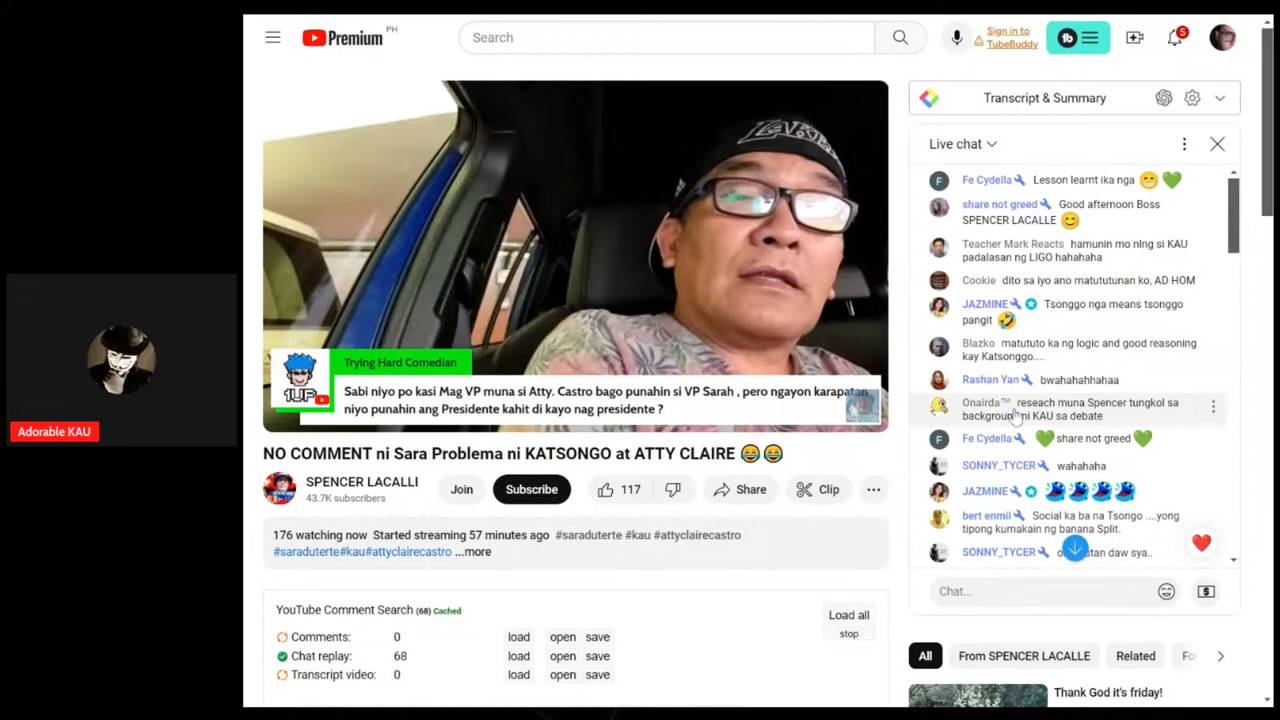 Premium PH
Search
Sign in to
TubeBuddy
5
Transcript & Summary
Live chat
Fe Cydella Lesson learnt ika nga 😁 💚
share not greed Good afternoon Boss
SPENCER LACALLE 😊
Teacher Mark Reacts hamunin mo nlng si KAU
padalasan ng LIGO hahahaha
Cookie dito sa iyo ano matututunan ko, AD HOM
JAZMINE Tsonggo nga means tsonggo
pangit 🤣
Blazko matututo ka ng logic and good reasoning
kay Katsonggo....
Rashan Yan bwahahahhahaa
Onairda™ reseach muna Spencer tungkol sa
background ni KAU sa debate
Fe Cydella 💚 share not greed 💚
SONNY_TYCER wahahaha
JAZMINE
bert enmil Social ka ba na Tsongo ....yong
tipong kumakain ng banana Split.
SONNY_TYCER utan daw sya..
Chat...
All
From SPENCER LACALLE
Related
Thank God it's friday!
Trying Hard Comedian
1UP
Sabi niyo po kasi Mag VP muna si Atty. Castro bago punahin si VP Sarah , pero ngayon karapatan
niyo punahin ang Presidente kahit di kayo nag presidente ?
NO COMMENT ni Sara Problema ni KATSONGO at ATTY CLAIRE 😂😂
SPENCER LACALLE
43.7K subscribers
Join
Subscribe
117
Share
Clip
176 watching now Started streaming 57 minutes ago #saraduterte #kau #attyclairecastro
#saraduterte#kau#attyclairecastro ...more
YouTube Comment Search (68) Cached
Load all
stop
Comments: 0 load open save
Chat replay: 68 load open save
Transcript video: 0 load open save
Adorable KAU